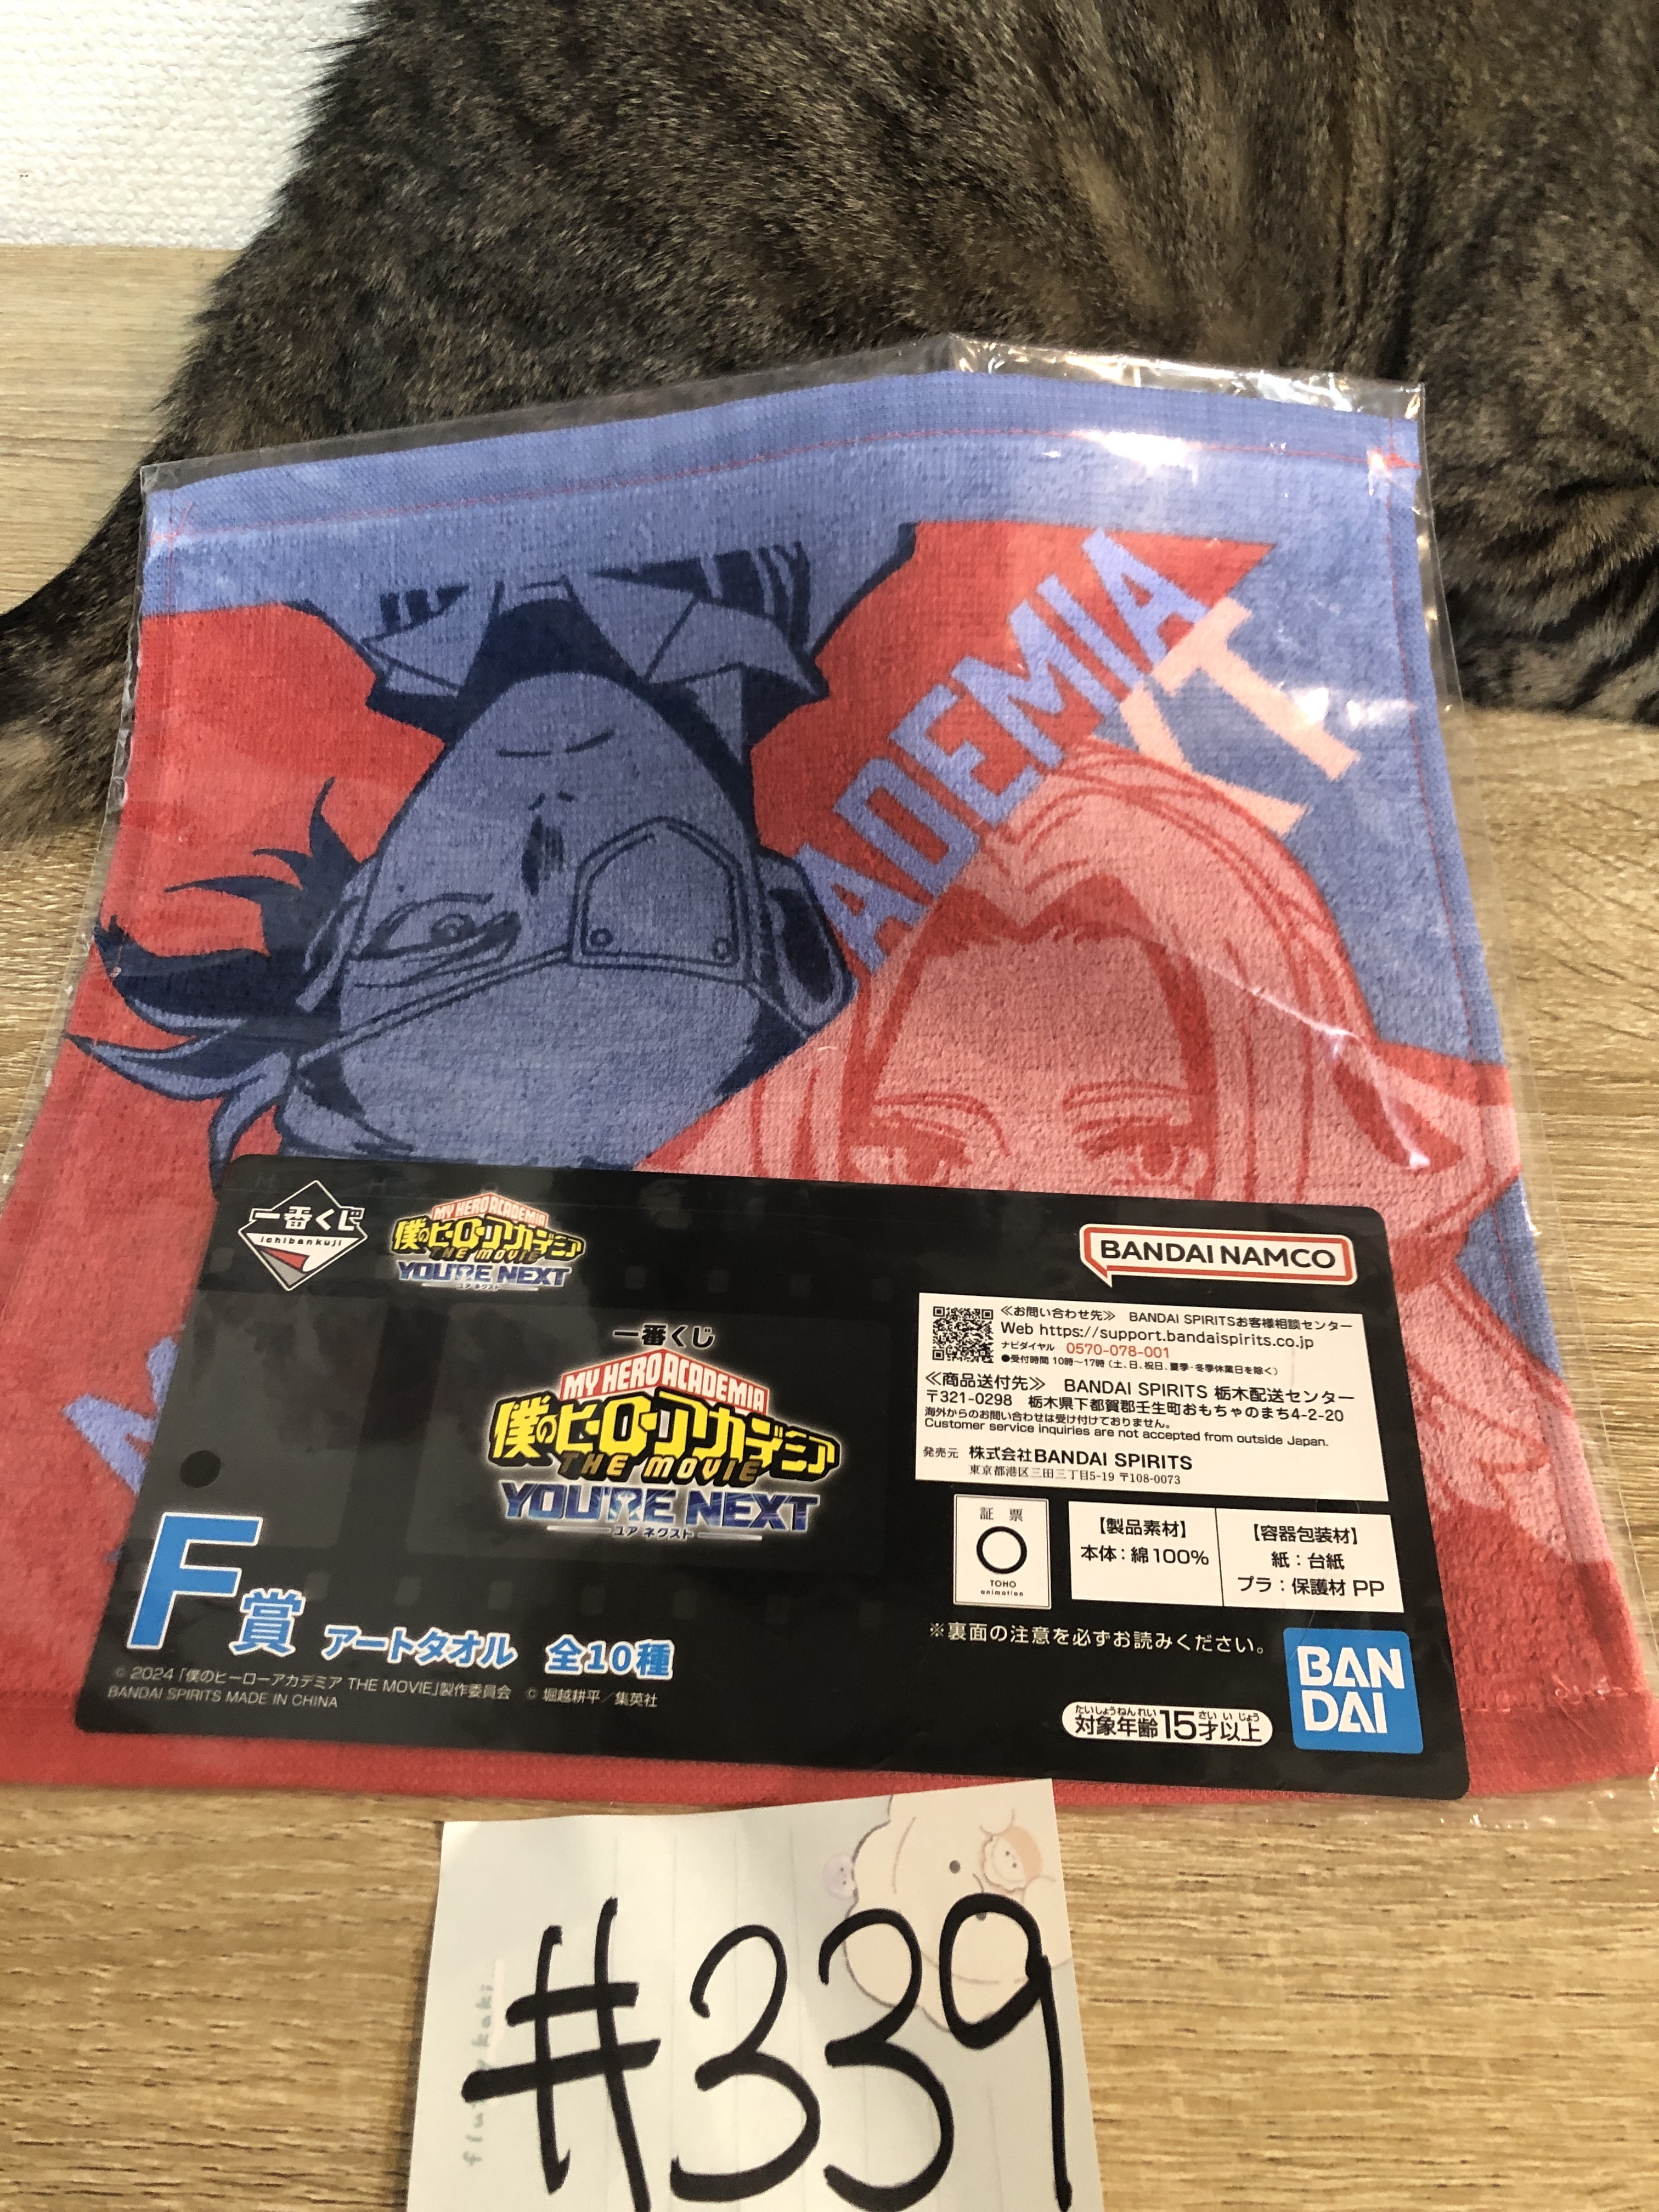 ADEMIA
XT
一番くじ
ichibankuji
MY HERO ACADEMIA
僕のヒーローアカデミア
THE MOVIE
YOU'RE NEXT
ユア ネクスト
BANDAI NAMCO
一番くじ
MY HERO ACADEMIA
僕のヒーローアカデミア
THE MOVIE
YOU'RE NEXT
ユア ネクスト
≪お問い合わせ先≫ BANDAI SPIRITSお客様相談センター
Web https://support.bandaispirits.co.jp
ナビダイヤル 0570-078-001
●受付時間 10時〜17時（土、日、祝日、夏季・冬季休業日を除く）
≪商品送付先≫ BANDAI SPIRITS 栃木配送センター
〒321-0298 栃木県下都賀郡壬生町おもちゃのまち4-2-20
海外からのお問い合わせは受け付けておりません。
Customer service inquiries are not accepted from outside Japan.
発売元 株式会社BANDAI SPIRITS
東京都港区三田三丁目5-19 〒108-0073
証 票
TOHO
animation
【製品素材】
本体：綿100%
【容器包装材】
紙：台紙
プラ：保護材 PP
※裏面の注意を必ずお読みください。
F賞 アートタオル 全10種
© 2024「僕のヒーローアカデミア THE MOVIE」製作委員会 © 堀越耕平／集英社
BANDAI SPIRITS MADE IN CHINA
たいしょうねんれい さい い じょう
対象年齢15才以上
BAN
DAI
#339